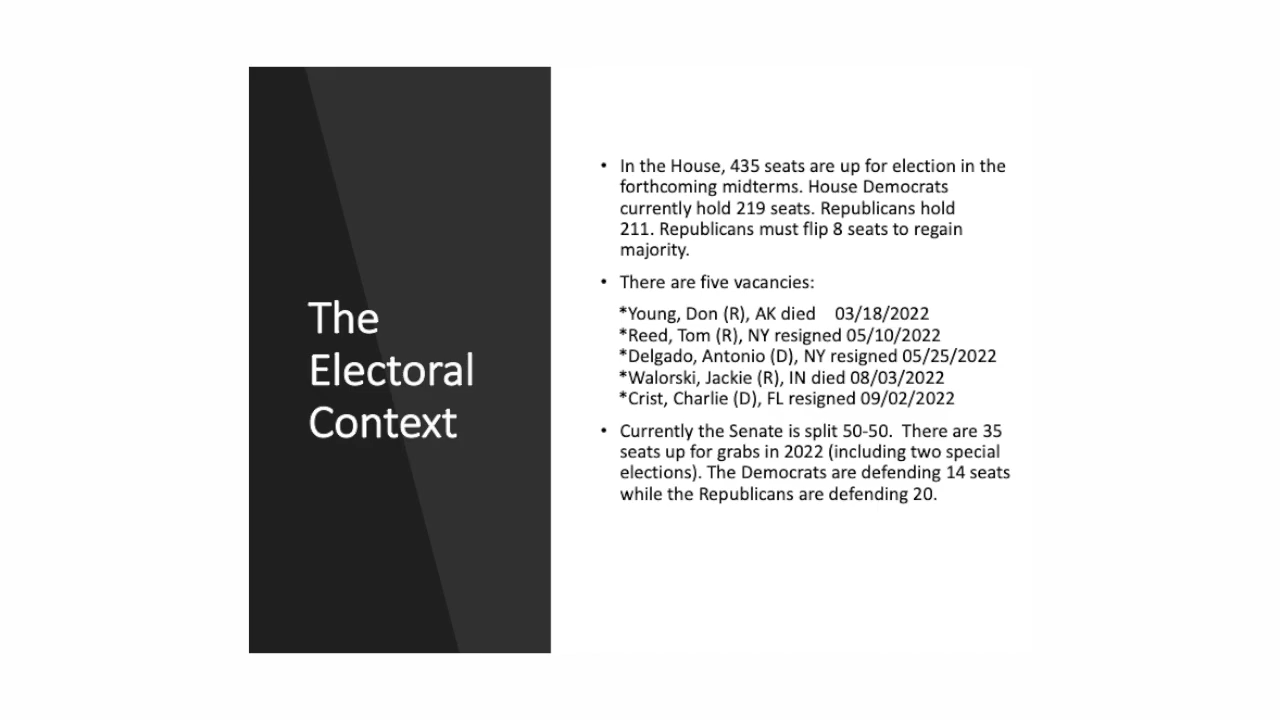 The
Electoral
Context
• In the House, 435 seats are up for election in the
forthcoming midterms. House Democrats
currently hold 219 seats. Republicans hold
211. Republicans must flip 8 seats to regain
majority.
• There are five vacancies:
*Young, Don (R), AK died 03/18/2022
*Reed, Tom (R), NY resigned 05/10/2022
*Delgado, Antonio (D), NY resigned 05/25/2022
*Walorski, Jackie (R), IN died 08/03/2022
*Crist, Charlie (D), FL resigned 09/02/2022
• Currently the Senate is split 50-50. There are 35
seats up for grabs in 2022 (including two special
elections). The Democrats are defending 14 seats
while the Republicans are defending 20.